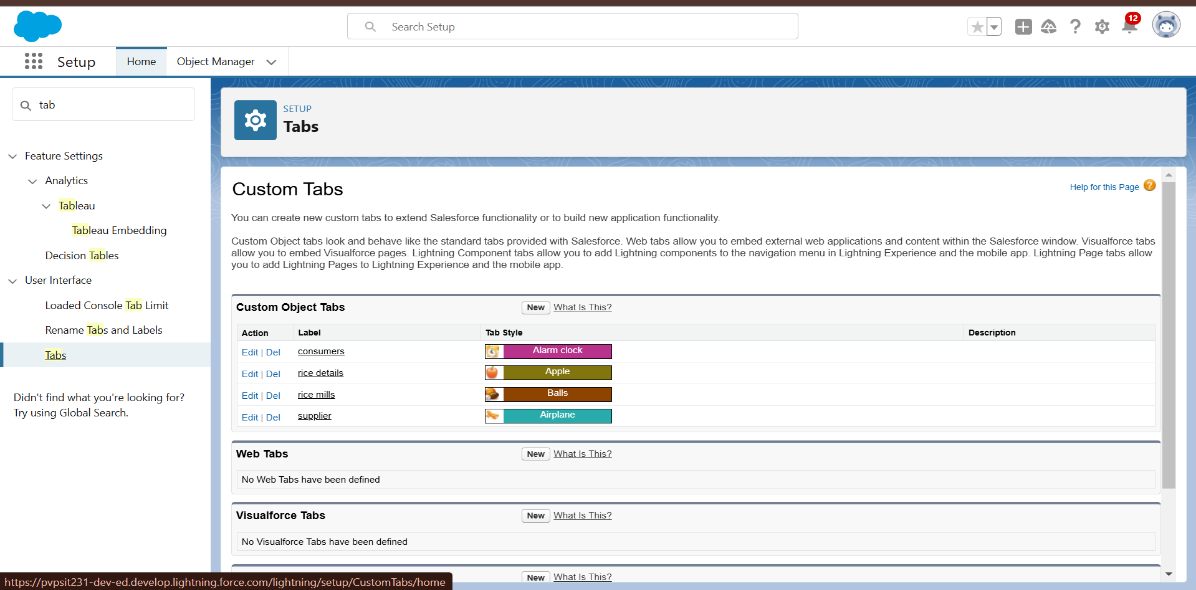 Search Setup
12
Setup
Home
Object Manager
tab
Feature Settings
Analytics
Tableau
Tableau Embedding
Decision Tables
User Interface
Loaded Console Tab Limit
Rename Tabs and Labels
Tabs
Didn't find what you're looking for?
Try using Global Search.
SETUP
Tabs
Custom Tabs
Help for this Page ?
You can create new custom tabs to extend Salesforce functionality or to build new application functionality.
Custom Object tabs look and behave like the standard tabs provided with Salesforce. Web tabs allow you to embed external web applications and content within the Salesforce window. Visualforce tabs
allow you to embed Visualforce pages. Lightning Component tabs allow you to add Lightning components to the navigation menu in Lightning Experience and the mobile app. Lightning Page tabs allow
you to add Lightning Pages to Lightning Experience and the mobile app.
Custom Object Tabs New What Is This?
Action Label Tab Style Description
Edit | Del consumers Alarm clock
Edit | Del rice details Apple
Edit | Del rice mills Balls
Edit | Del supplier Airplane
Web Tabs New What Is This?
No Web Tabs have been defined
Visualforce Tabs New What Is This?
No Visualforce Tabs have been defined
New What Is This?
https://pvpsit231-dev-ed.develop.lightning.force.com/lightning/setup/CustomTabs/home